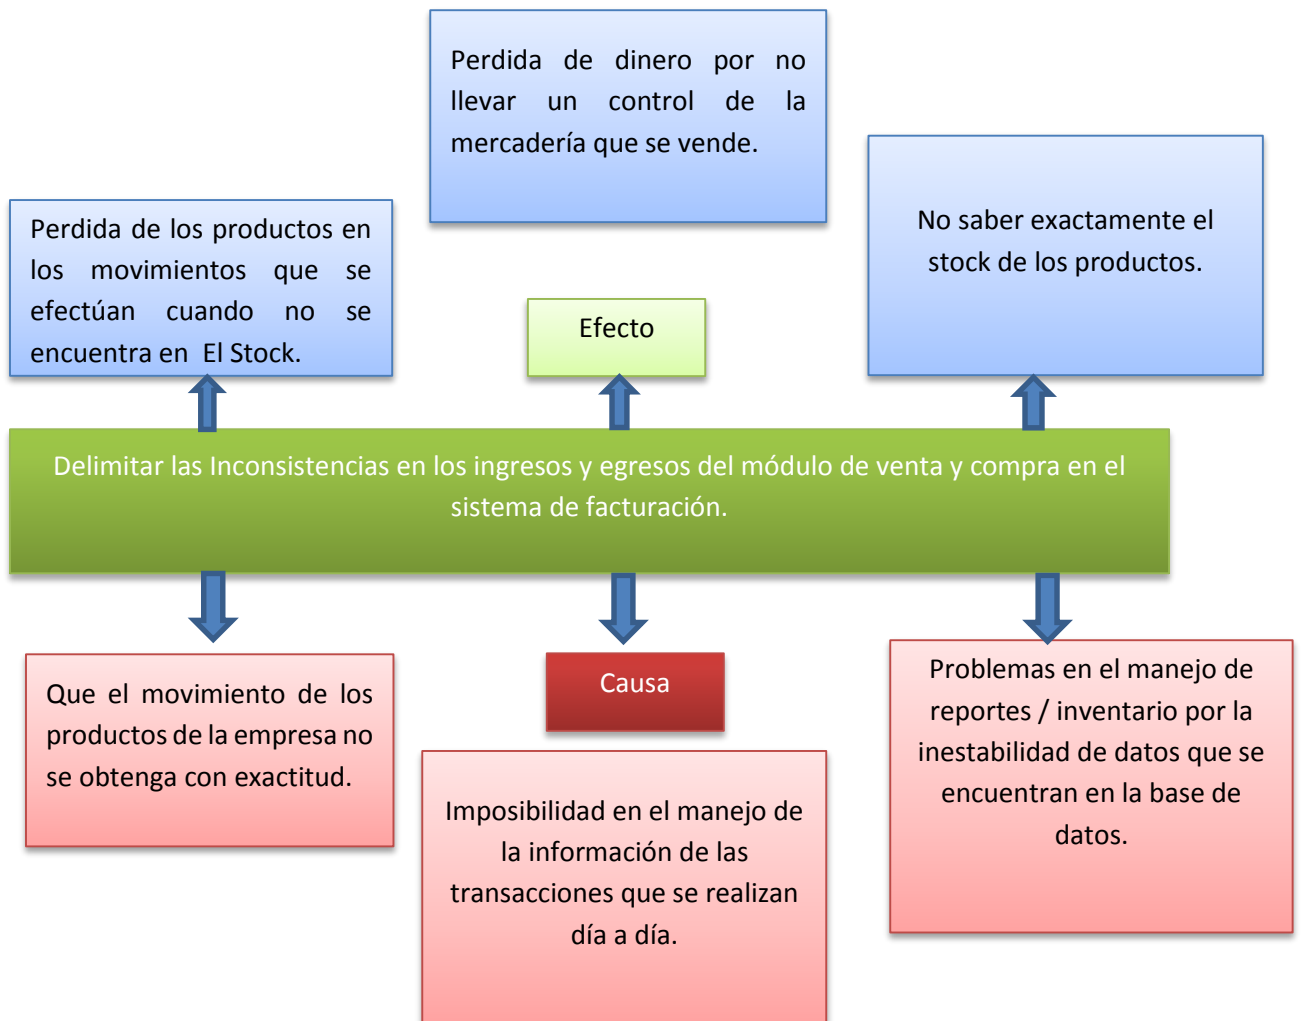 Perdida de dinero por no
llevar un control de la
mercadería que se vende.
Perdida de los productos en
los movimientos que se
efectúan cuando no se
encuentra en El Stock.
Efecto
No saber exactamente el
stock de los productos.
Delimitar las Inconsistencias en los ingresos y egresos del módulo de venta y compra en el
sistema de facturación.
Que el movimiento de los
productos de la empresa no
se obtenga con exactitud.
Causa
Imposibilidad en el manejo de
la información de las
transacciones que se realizan
día a día.
Problemas en el manejo de
reportes / inventario por la
inestabilidad de datos que se
encuentran en la base de
datos.